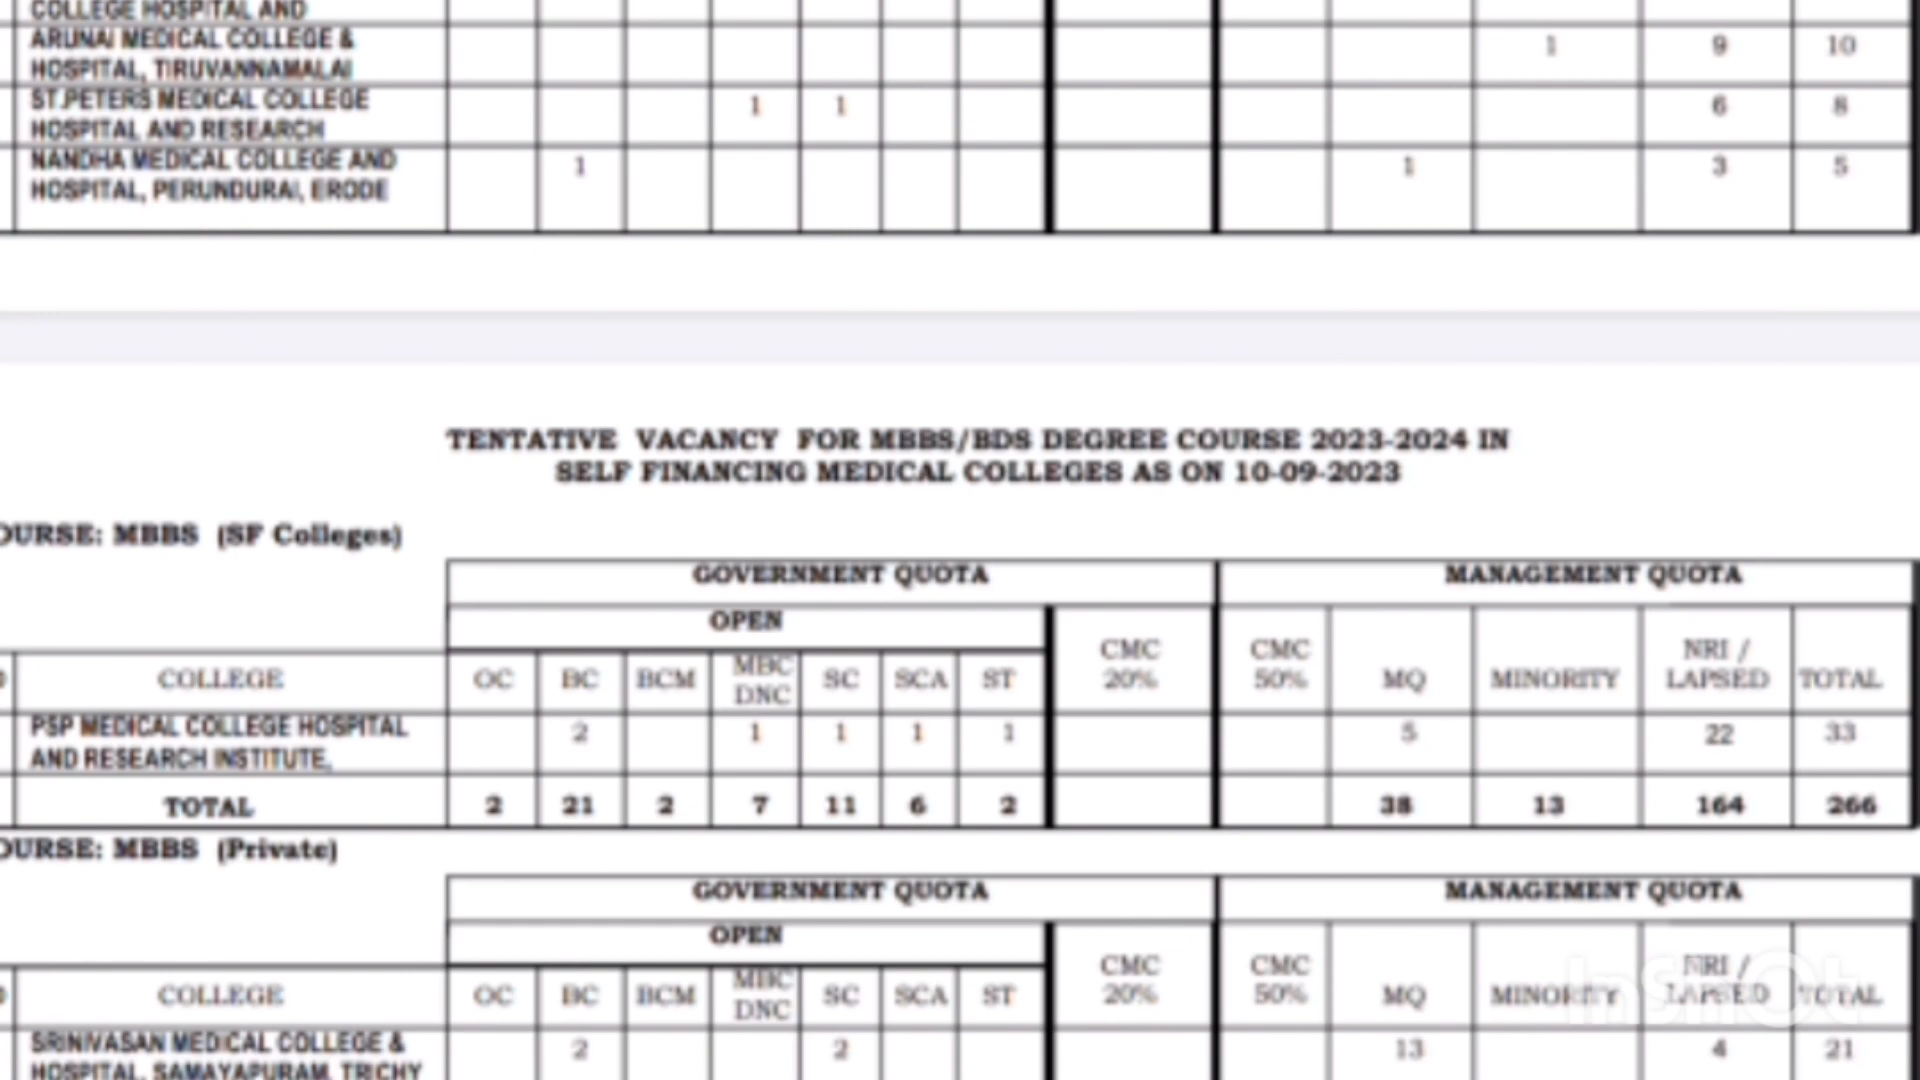 COLLEGE HOSPITAL AND
ARUNAI MEDICAL COLLEGE & HOSPITAL, TIRUVANNAMALAI 1 9 10
ST.PETERS MEDICAL COLLEGE HOSPITAL AND RESEARCH 1 1 6 8
NANDHA MEDICAL COLLEGE AND HOSPITAL, PERUNDURAI, ERODE 1 1 3 5
TENTATIVE VACANCY FOR MBBS/BDS DEGREE COURSE 2023-2024 IN
SELF FINANCING MEDICAL COLLEGES AS ON 10-09-2023
OURSE: MBBS (SF Colleges)
GOVERNMENT QUOTA MANAGEMENT QUOTA
OPEN
COLLEGE OC BC BCM MBC DNC SC SCA ST CMC 20% CMC 50% MQ MINORITY NRI / LAPSED TOTAL
PSP MEDICAL COLLEGE HOSPITAL AND RESEARCH INSTITUTE, 2 1 1 1 1 5 22 33
TOTAL 2 21 2 7 11 6 2 38 13 164 266
OURSE: MBBS (Private)
GOVERNMENT QUOTA MANAGEMENT QUOTA
OPEN
COLLEGE OC BC BCM MBC DNC SC SCA ST CMC 20% CMC 50% MQ MINORITY NRI / LAPSED TOTAL
SRINIVASAN MEDICAL COLLEGE & HOSPITAL, SAMAYAPURAM, TRICHY 2 2 13 4 21
InShOt